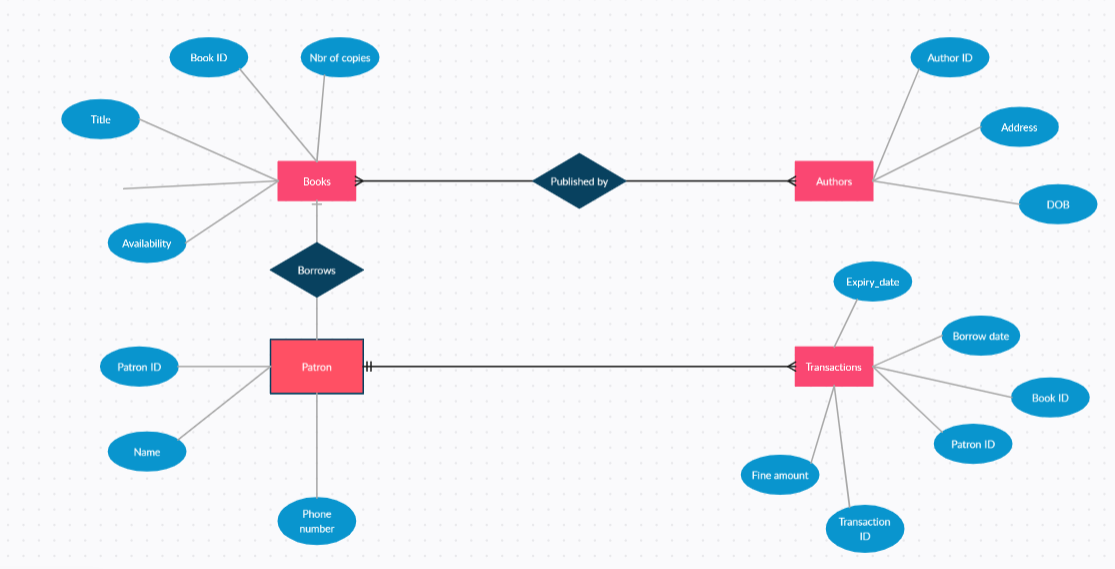 Book ID
Nbr of copies
Author ID
Title
Address
Books
Published by
Authors
DOB
Availability
Borrows
Expiry_date
Borrow date
Patron ID
Patron
Transactions
Book ID
Name
Patron ID
Fine amount
Phone
number
Transaction
ID